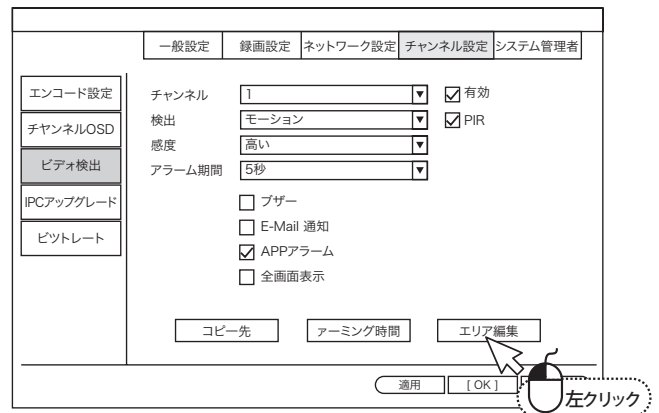 一般設定 録画設定 ネットワーク設定 チャンネル設定 システム管理者
エンコード設定
チヤンネルOSD
ビデォ検出
IPCアップグレード
ビツトレート
チャンネル 1 有効
検出 モーション PIR
感度 高い
アラーム期間 5秒
ブザー
E-Mail 通知
APPアラーム
全画面表示
コピー先 ァーミング時間 エリア編集
適用 [ OK ]
左クリック